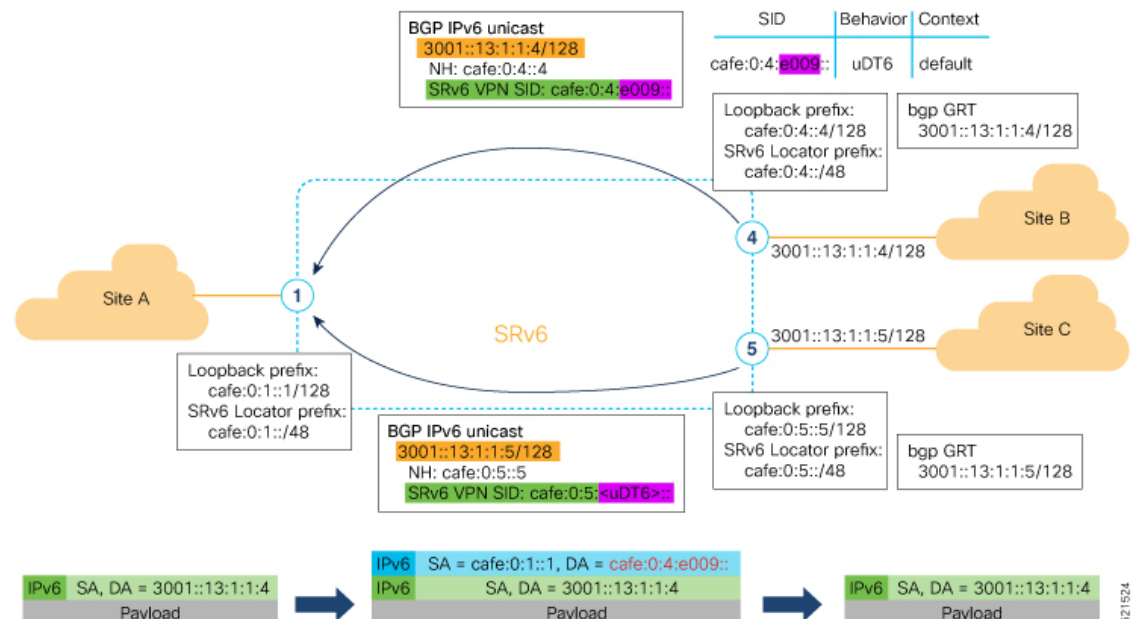 BGP IPv6 unicast
3001::13:1:1:4/128
NH: cafe:0:4::4
SRv6 VPN SID: cafe:0:4:e009::
SID Behavior Context
cafe:0:4:e009:: uDT6 default
Loopback prefix:
cafe:0:4::4/128
SRv6 Locator prefix:
cafe:0:4::/48
bgp GRT
3001::13:1:1:4/128
Site B
4
3001::13:1:1:4/128
Site A
1
SRv6
3001::13:1:1:5/128
Site C
5
Loopback prefix:
cafe:0:1::1/128
SRv6 Locator prefix:
cafe:0:1::/48
BGP IPv6 unicast
3001::13:1:1:5/128
NH: cafe:0:5::5
SRv6 VPN SID: cafe:0:5:<uDT6>::
Loopback prefix:
cafe:0:5::5/128
SRv6 Locator prefix:
cafe:0:5::/48
bgp GRT
3001::13:1:1:5/128
IPv6 SA, DA = 3001::13:1:1:4
Payload
IPv6 SA = cafe:0:1::1, DA = cafe:0:4:e009::
IPv6 SA, DA = 3001::13:1:1:4
Payload
IPv6 SA, DA = 3001::13:1:1:4
Payload
521524